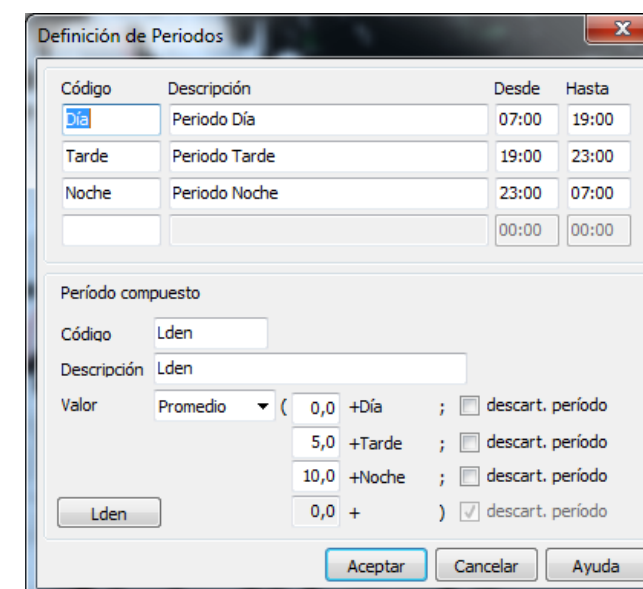 Definición de Periodos
x
Código Descripción Desde Hasta
Día Periodo Día 07:00 19:00
Tarde Periodo Tarde 19:00 23:00
Noche Periodo Noche 23:00 07:00
00:00 00:00
Período compuesto
Código Lden
Descripción Lden
Valor Promedio ( 0,0 +Día ; descart. período
5,0 +Tarde ; descart. período
10,0 +Noche ; descart. período
Lden 0,0 + ) descart. período
Aceptar Cancelar Ayuda